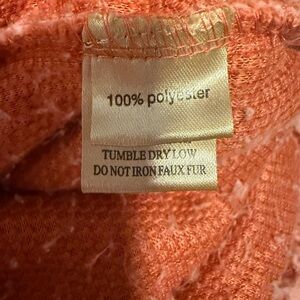 100% polyester
TUMBLE DRY LOW
DO NOT IRON FAUX FUR